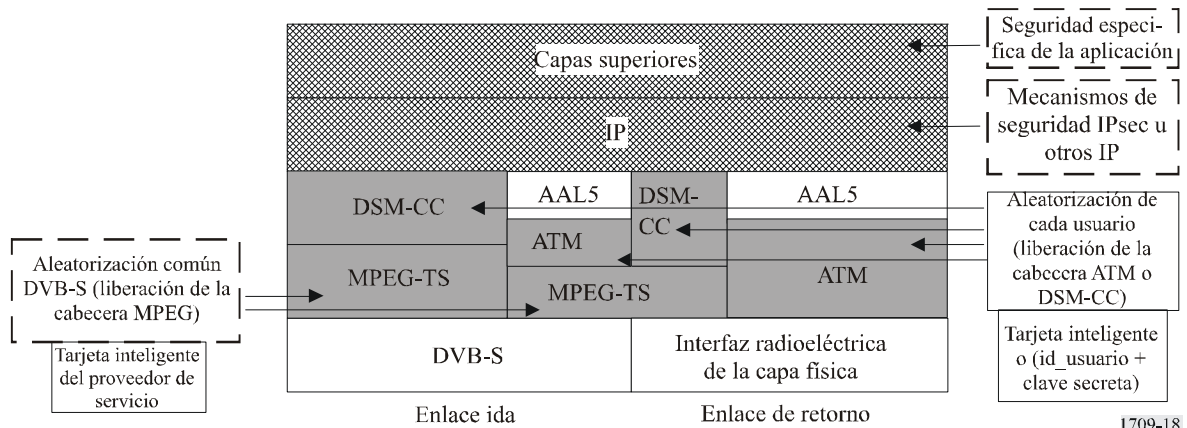 Seguridad especi-
fica de la aplicación
Capas superiores
Mecanismos de
seguridad IPsec u
otros IP
IP
DSM-CC
AAL5
DSM-
CC
AAL5
ATM
ATM
MPEG-TS
MPEG-TS
Aleatorización de
cada usuario
(liberación de la
cabecera ATM o
DSM-CC)
Aleatorización común
DVB-S (liberación de la
cabecera MPEG)
Tarjeta inteligente
del proveedor de
servicio
DVB-S
Interfaz radioeléctrica
de la capa física
Tarjeta inteligente
o (id_usuario +
clave secreta)
Enlace ida
Enlace de retorno
1709-18